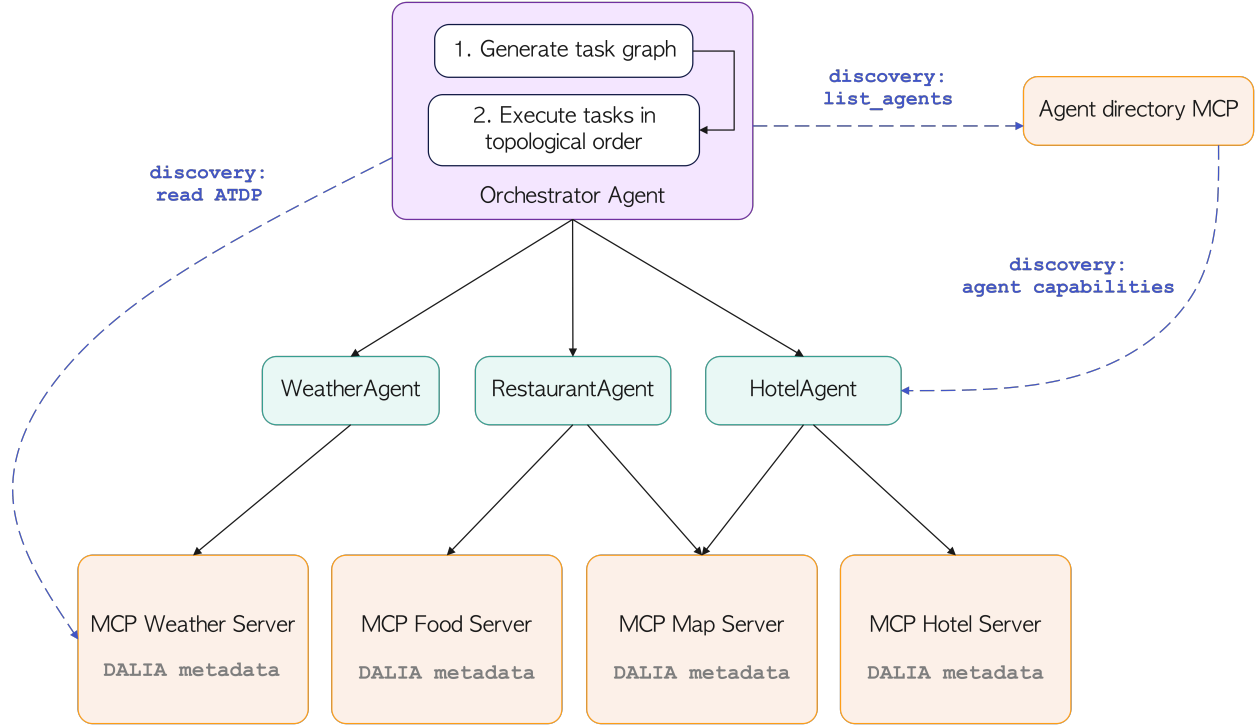 1. Generate task graph
2. Execute tasks in
topological order
Orchestrator Agent
discovery:
list_agents
Agent directory MCP
discovery:
read ATDP
discovery:
agent capabilities
WeatherAgent
RestaurantAgent
HotelAgent
MCP Weather Server
DALIA metadata
MCP Food Server
DALIA metadata
MCP Map Server
DALIA metadata
MCP Hotel Server
DALIA metadata